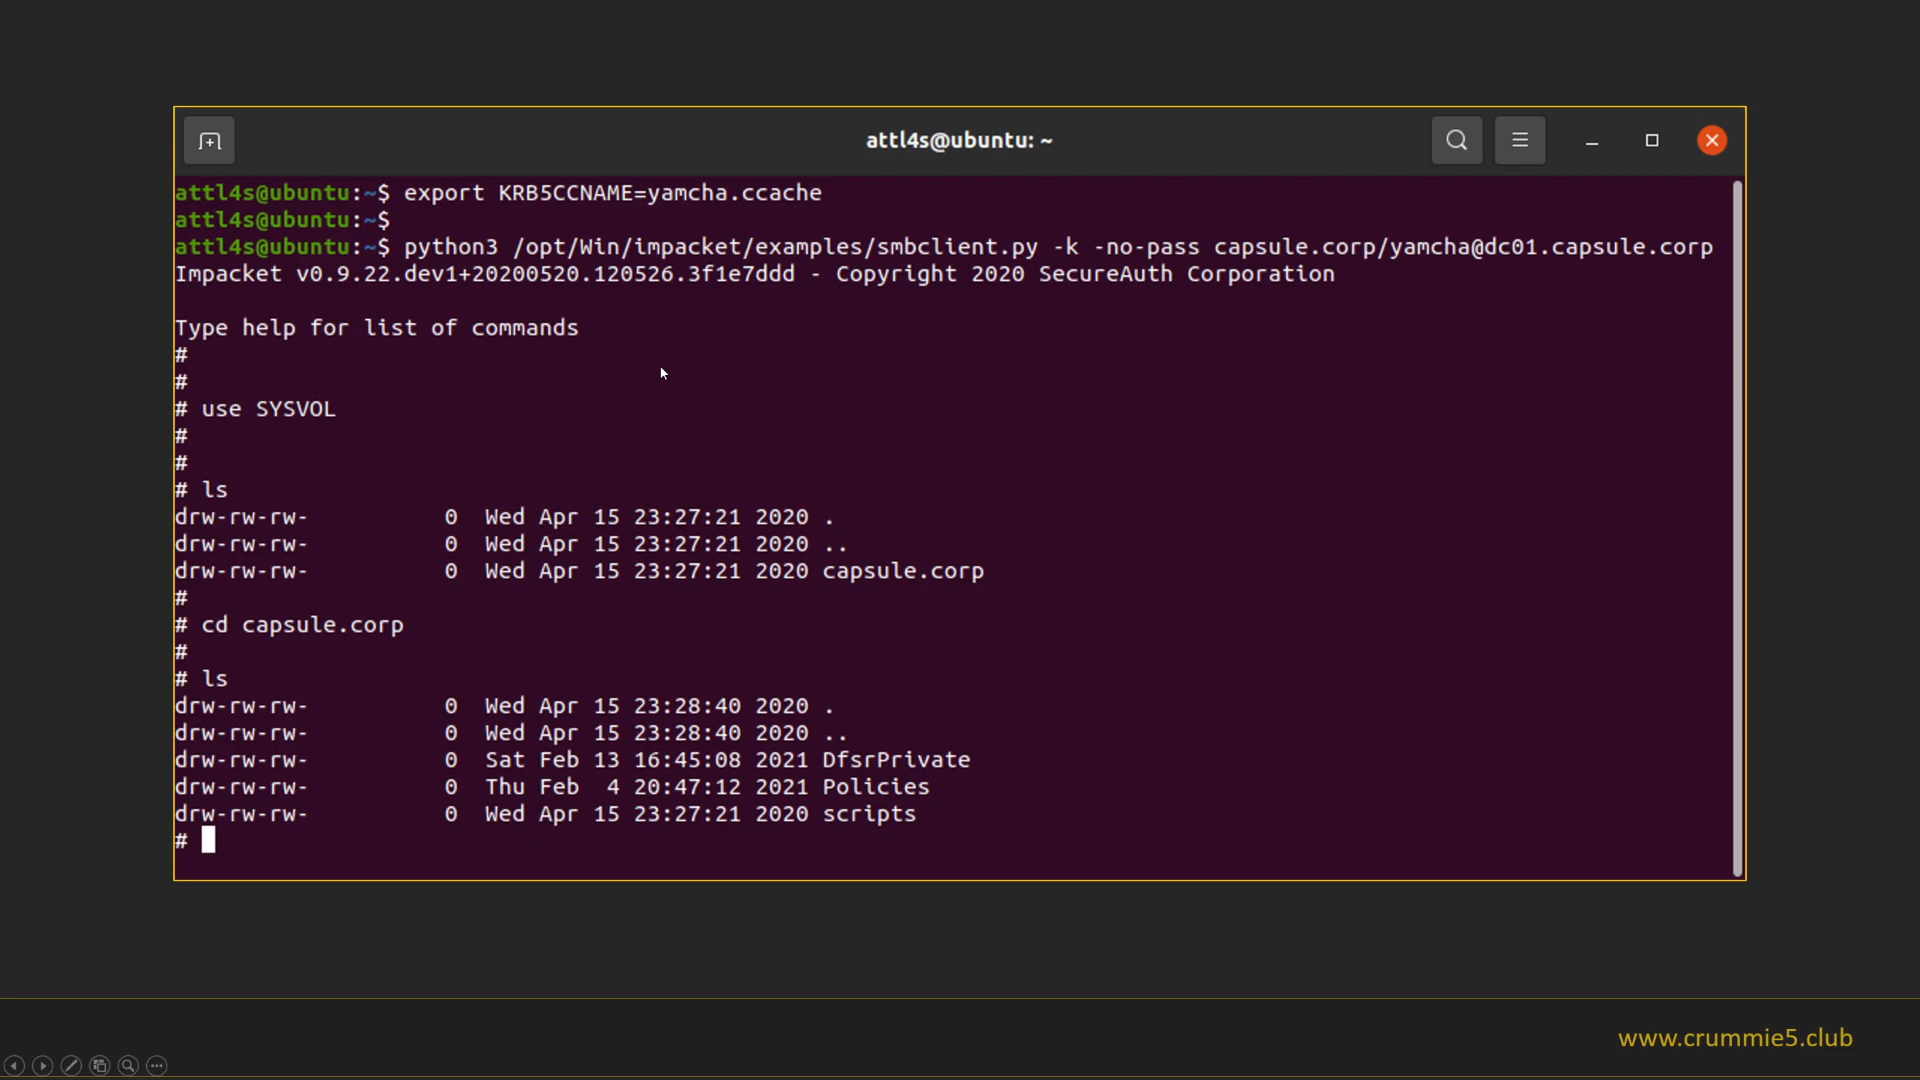 attl4s@ubuntu: ~
attl4s@ubuntu:~$ export KRB5CCNAME=yamcha.ccache
attl4s@ubuntu:~$
attl4s@ubuntu:~$ python3 /opt/Win/impacket/examples/smbclient.py -k -no-pass capsule.corp/yamcha@dc01.capsule.corp
Impacket v0.9.22.dev1+20200520.120526.3f1e7ddd - Copyright 2020 SecureAuth Corporation
Type help for list of commands
#
#
# use SYSVOL
#
#
# ls
drw-rw-rw-          0  Wed Apr 15 23:27:21 2020 .
drw-rw-rw-          0  Wed Apr 15 23:27:21 2020 ..
drw-rw-rw-          0  Wed Apr 15 23:27:21 2020 capsule.corp
#
# cd capsule.corp
#
# ls
drw-rw-rw-          0  Wed Apr 15 23:28:40 2020 .
drw-rw-rw-          0  Wed Apr 15 23:28:40 2020 ..
drw-rw-rw-          0  Sat Feb 13 16:45:08 2021 DfsrPrivate
drw-rw-rw-          0  Thu Feb  4 20:47:12 2021 Policies
drw-rw-rw-          0  Wed Apr 15 23:27:21 2020 scripts
#
www.crummie5.club